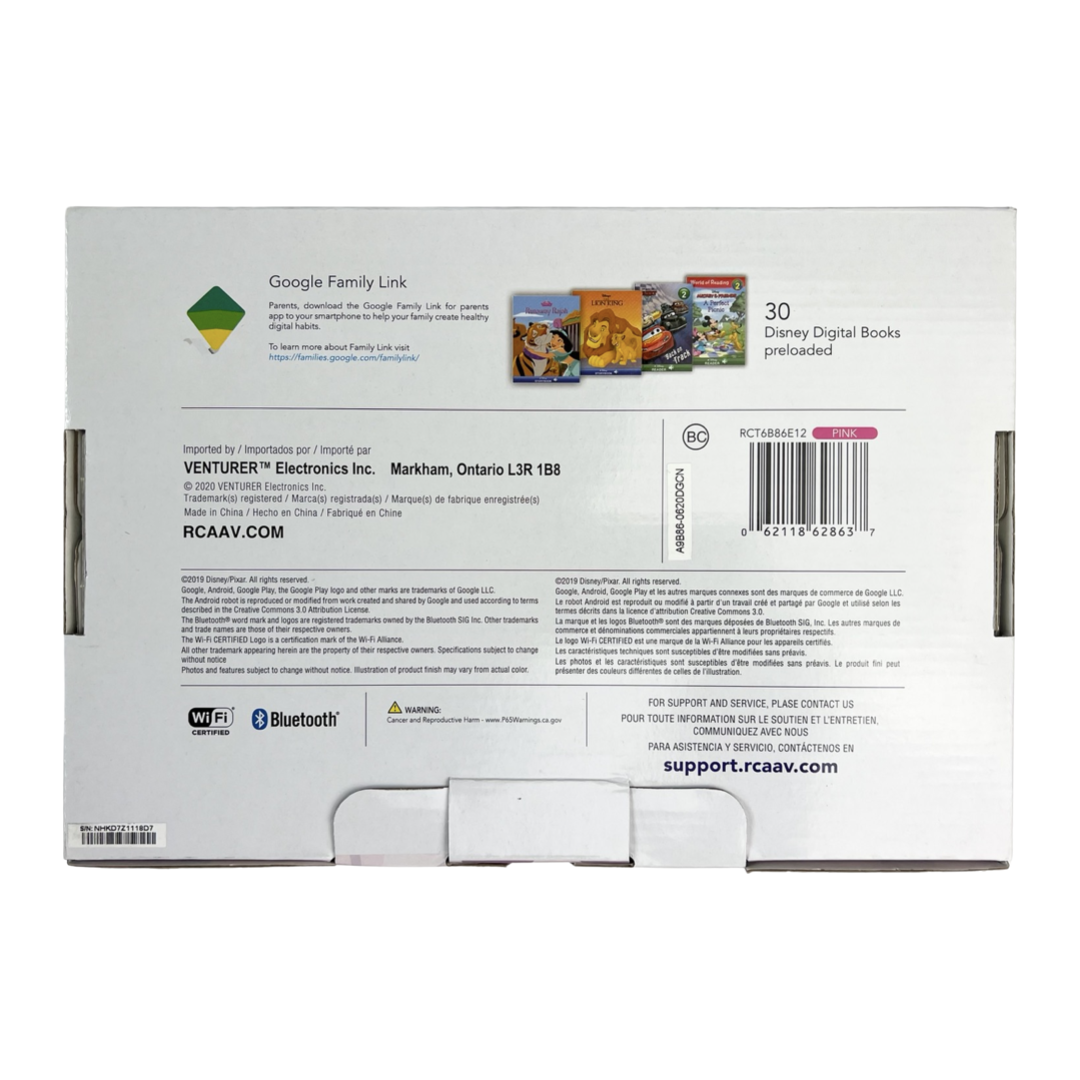 Google Family Link
Parents, download the Google Family Link for parents
app to your smartphone to help your family create healthy
digital habits.
To learn more about Family Link visit
https://families.google.com/familylink/
LION KING
Back on
Track
World of Reading
2
A Perfect
Picnic
30
Disney Digital Books
preloaded
Imported by / Importados por / Importé par
VENTURER™ Electronics Inc. Markham, Ontario L3R 1B8
© 2020 VENTURER Electronics Inc.
Trademark(s) registered / Marca(s) registrada(s) / Marque(s) de fabrique enregistrée(s)
Made in China / Hecho en China / Fabriqué en Chine
RCAAV.COM
BC
A9B86-0620DGCN
RCT6B86E12 PINK
0 62118 62863 7
©2019 Disney/Pixar. All rights reserved.
Google, Android, Google Play, the Google Play logo and other marks are trademarks of Google LLC.
The Android robot is reproduced or modified from work created and shared by Google and used according to terms
described in the Creative Commons 3.0 Attribution License.
The Bluetooth® word mark and logos are registered trademarks owned by the Bluetooth SIG Inc. Other trademarks
and trade names are those of their respective owners.
The Wi-Fi CERTIFIED Logo is a certification mark of the Wi-Fi Alliance.
All other trademark appearing herein are the property of their respective owners. Specifications subject to change
without notice
Photos and features subject to change without notice. Illustration of product finish may vary from actual color.
©2019 Disney/Pixar. All rights reserved.
Google, Android, Google Play et les autres marques connexes sont des marques de commerce de Google LLC.
Le robot Android est reproduit ou modifié à partir d'un travail créé et partagé par Google et utilisé selon les
termes décrits dans la licence d'attribution Creative Commons 3.0.
La marque et les logos Bluetooth® sont des marques déposées de Bluetooth SIG, Inc. Les autres marques de
commerce et dénominations commerciales appartiennent à leurs propriétaires respectifs.
Le logo Wi-Fi CERTIFIED est une marque de la Wi-Fi Alliance pour les appareils certifiés.
Les caractéristiques techniques sont susceptibles d'être modifiées sans préavis.
Les photos et les caractéristiques sont susceptibles d'être modifiées sans préavis. Le produit fini peut
présenter des couleurs différentes de celles de l'illustration.
Wi Fi
CERTIFIED
Bluetooth®
WARNING:
Cancer and Reproductive Harm - www.P65Warnings.ca.gov
FOR SUPPORT AND SERVICE, PLASE CONTACT US
POUR TOUTE INFORMATION SUR LE SOUTIEN ET L'ENTRETIEN,
COMMUNIQUEZ AVEC NOUS
PARA ASISTENCIA Y SERVICIO, CONTÁCTENOS EN
support.rcaav.com
S/N: NHKD7Z1118D7